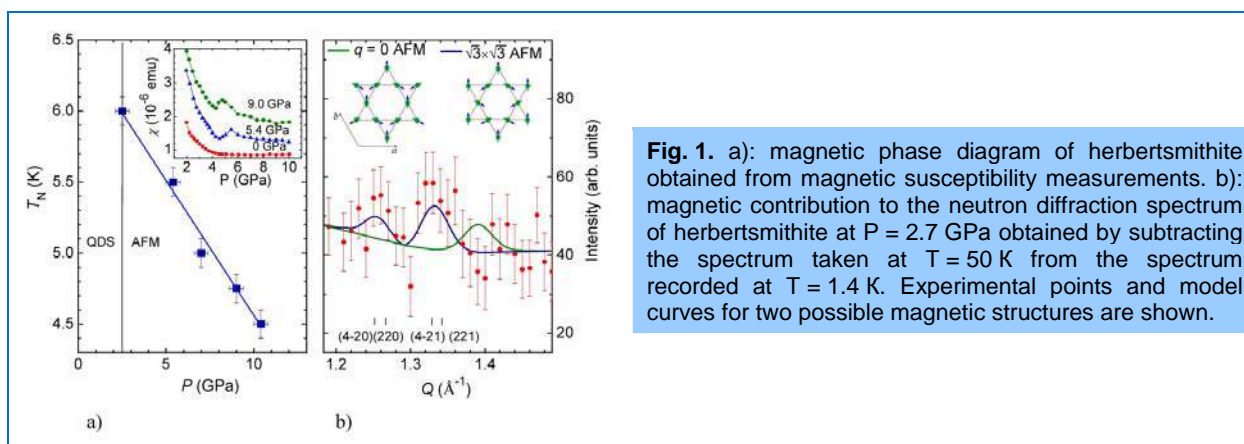 6.5
6.0
5.5
5.0
4.5
T_N (K)
0 5 10
P (GPa)
QDS AFM
4
3
2
1
χ (10⁻⁶ emu)
9.0 GPa
5.4 GPa
0 GPa
2 4 6 8 10
P (GPa)
a)
q = 0 AFM √3×√3 AFM
b*
a
80
60
40
20
Intensity (arb. units)
(4-20)(220) (4-21) (221)
1.2 1.3 1.4
Q (Å⁻¹)
b)
Fig. 1. a): magnetic phase diagram of herbertsmithite
obtained from magnetic susceptibility measurements. b):
magnetic contribution to the neutron diffraction spectrum
of herbertsmithite at P = 2.7 GPa obtained by subtracting
the spectrum taken at T = 50 К from the spectrum
recorded at T = 1.4 К. Experimental points and model
curves for two possible magnetic structures are shown.